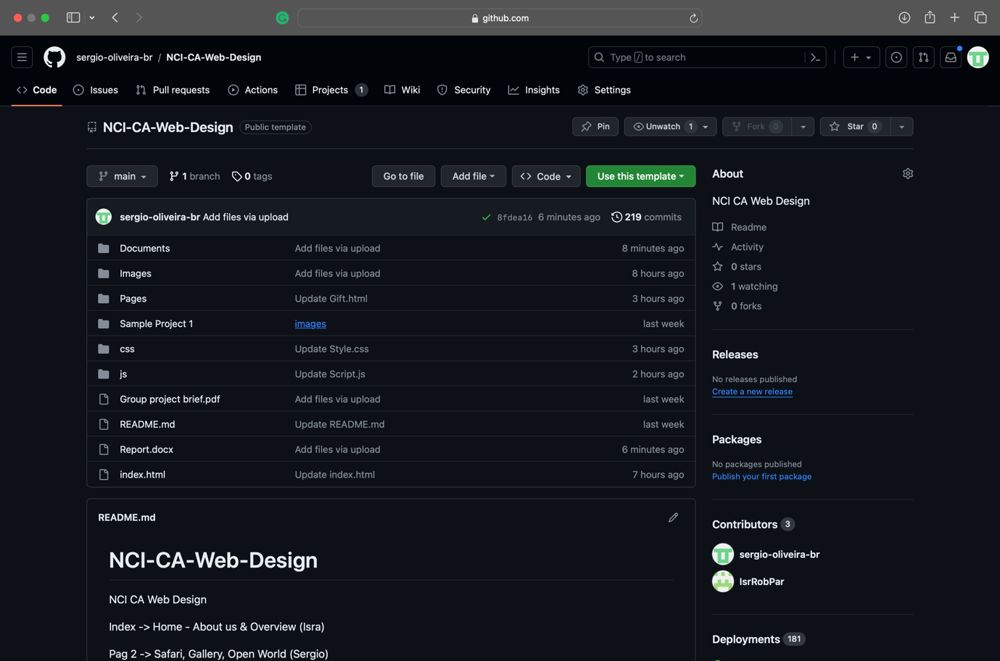 github.com
sergio-oliveira-br / NCI-CA-Web-Design
Type / to search
Code Issues Pull requests Actions Projects 1 Wiki Security Insights Settings
NCI-CA-Web-Design Public template
Pin Unwatch 1 Fork 0 Star 0
main 1 branch 0 tags Go to file Add file Code Use this template
sergio-oliveira-br Add files via upload 8fdea16 6 minutes ago 219 commits
Documents Add files via upload 8 minutes ago
Images Add files via upload 8 hours ago
Pages Update Gift.html 3 hours ago
Sample Project 1 images last week
css Update Style.css 3 hours ago
js Update Script.js 2 hours ago
Group project brief.pdf Add files via upload last week
README.md Update README.md last week
Report.docx Add files via upload 6 minutes ago
index.html Update index.html 7 hours ago
README.md
NCI-CA-Web-Design
NCI CA Web Design
Index -> Home - About us & Overview (Isra)
Pag 2 -> Safari, Gallery, Open World (Sergio)
About
NCI CA Web Design
Readme
Activity
0 stars
1 watching
0 forks
Releases
No releases published
Create a new release
Packages
No packages published
Publish your first package
Contributors 3
sergio-oliveira-br
IsrRobPar
Deployments 181